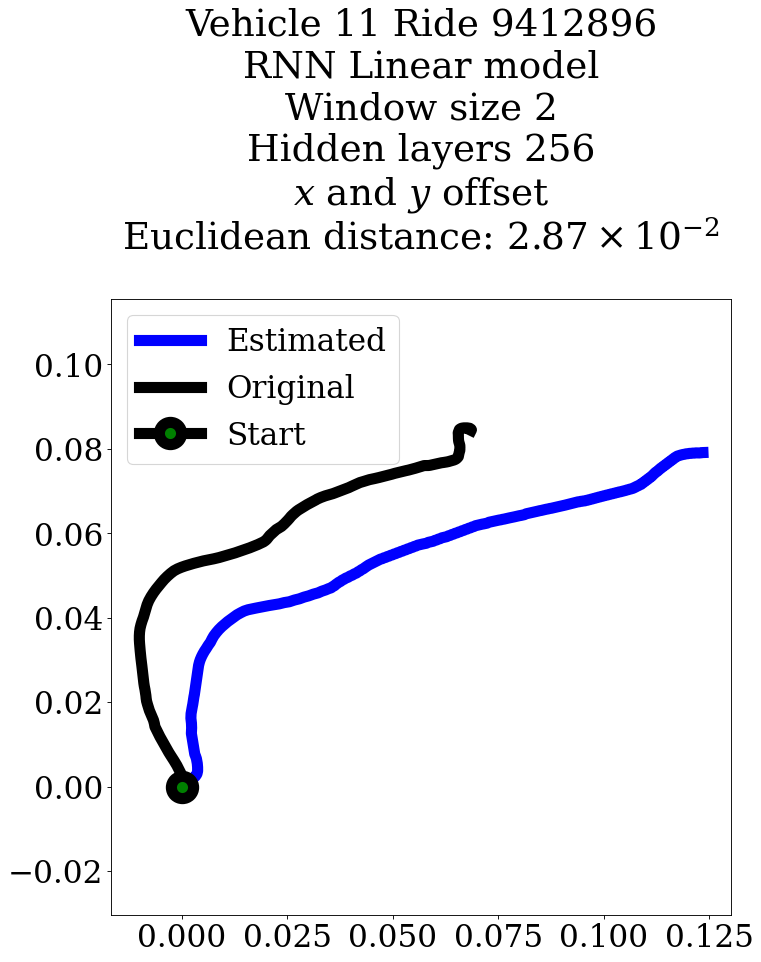 Vehicle 11 Ride 9412896
RNN Linear model
Window size 2
Hidden layers 256
x and y offset
Euclidean distance: 2.87 × 10⁻²
Estimated
Original
Start
0.10
0.08
0.06
0.04
0.02
0.00
−0.02
0.000 0.025 0.050 0.075 0.100 0.125